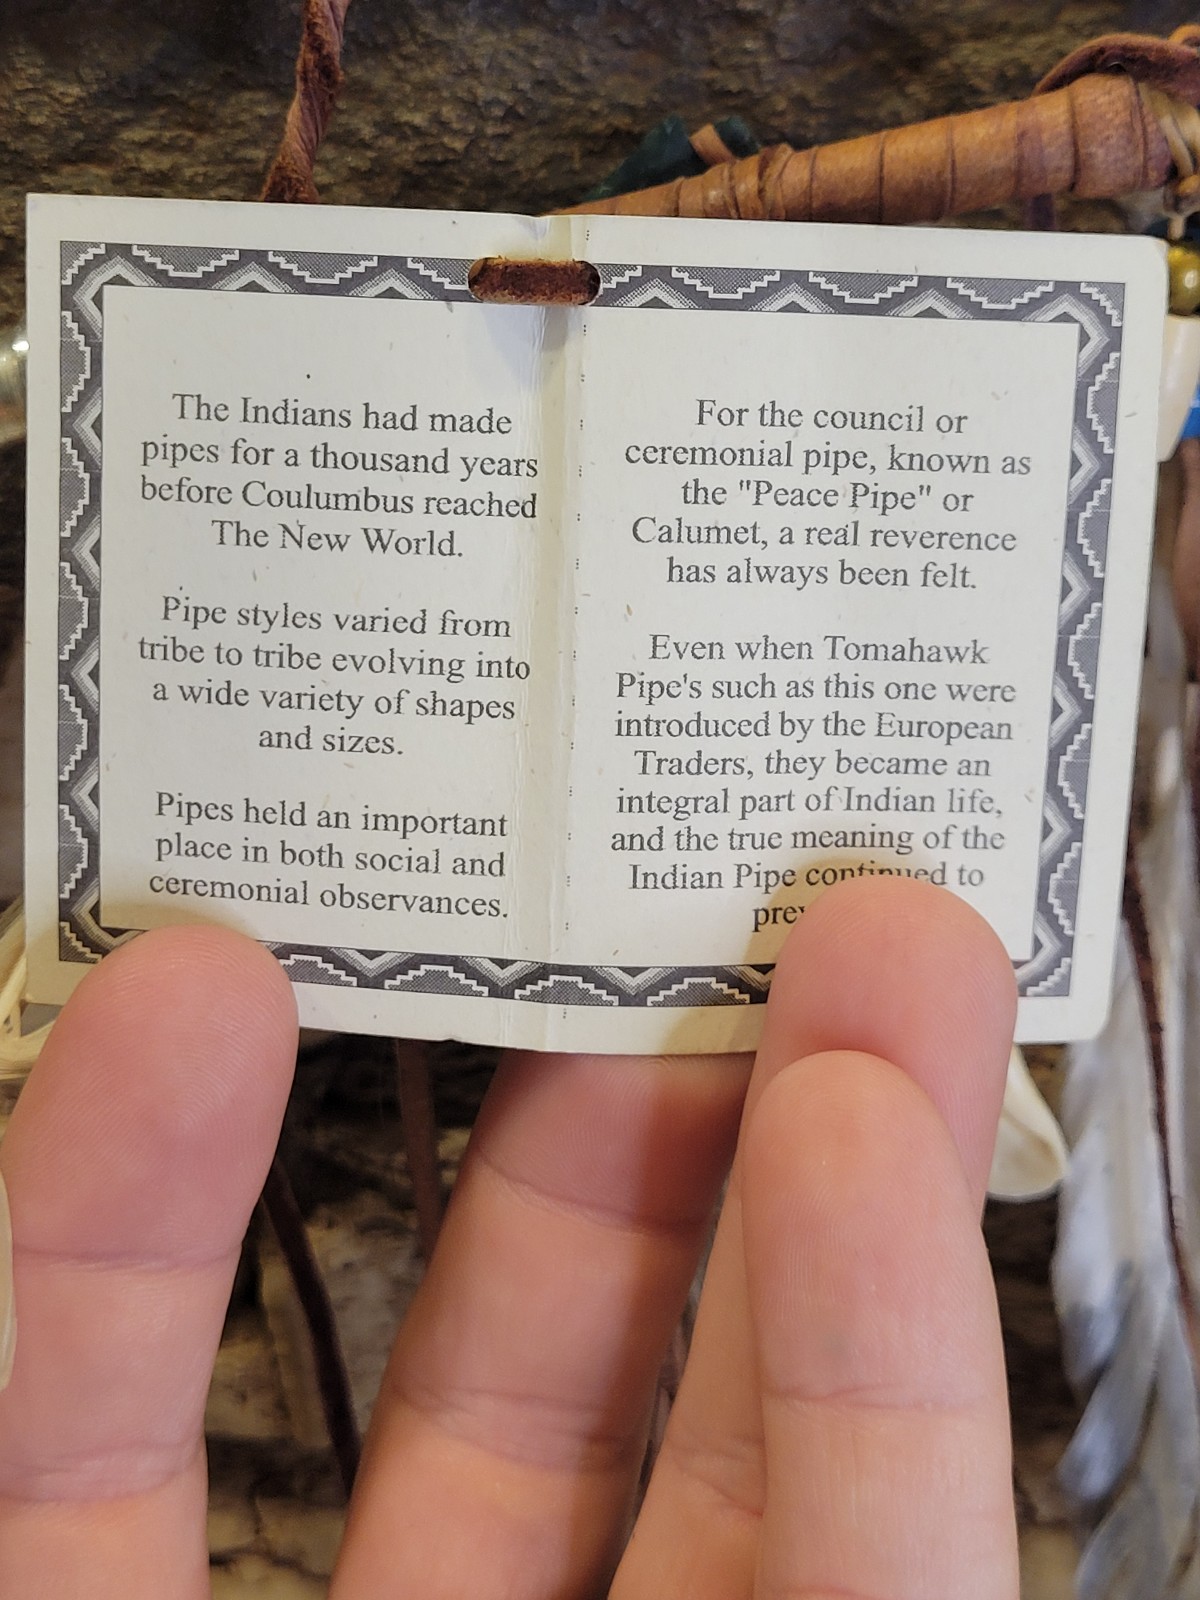 The Indians had made
pipes for a thousand years
before Coulumbus reached
The New World.
Pipe styles varied from
tribe to tribe evolving into
a wide variety of shapes
and sizes.
Pipes held an important
place in both social and
ceremonial observances.
For the council or
ceremonial pipe, known as
the "Peace Pipe" or
Calumet, a real reverence
has always been felt.
Even when Tomahawk
Pipe's such as this one were
introduced by the European
Traders, they became an
integral part of Indian life,
and the true meaning of the
Indian Pipe continued to